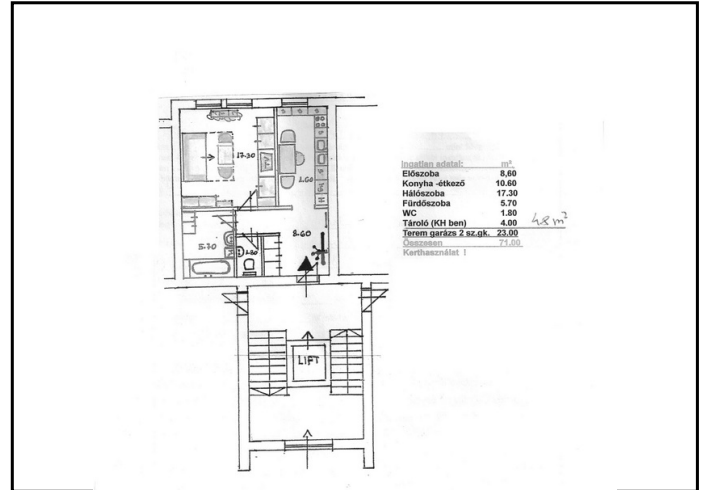 Ingatlan adatai: m²
Előszoba 8,60
Konyha -étkező 10.60
Hálószoba 17.30
Fürdőszoba 5.70
WC 1.80
Tároló (KH ben) 4.00
48 m²
Terem garázs 2 sz.gk. 23.00
Összesen 71.00
Kerthasználat !
17.30
TV
8.60
5.70
1.80
LIFT